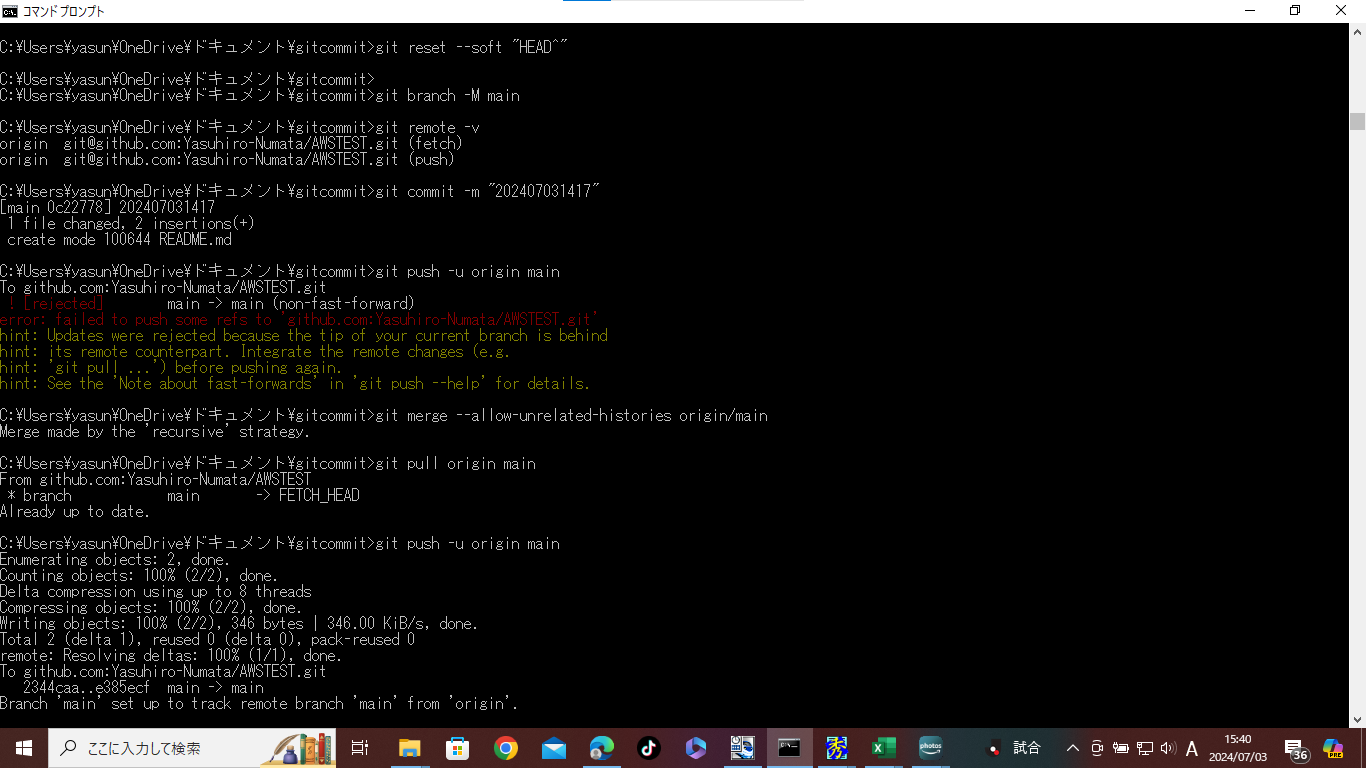 コマンド プロンプト
C:¥Users¥yasun¥OneDrive¥ドキュメント¥gitcommit>git reset --soft "HEAD^"
C:¥Users¥yasun¥OneDrive¥ドキュメント¥gitcommit>
C:¥Users¥yasun¥OneDrive¥ドキュメント¥gitcommit>git branch -M main
C:¥Users¥yasun¥OneDrive¥ドキュメント¥gitcommit>git remote -v
origin  git@github.com:Yasuhiro-Numata/AWSTEST.git (fetch)
origin  git@github.com:Yasuhiro-Numata/AWSTEST.git (push)
C:¥Users¥yasun¥OneDrive¥ドキュメント¥gitcommit>git commit -m "202407031417"
[main 0c22778] 202407031417
 1 file changed, 2 insertions(+)
 create mode 100644 README.md
C:¥Users¥yasun¥OneDrive¥ドキュメント¥gitcommit>git push -u origin main
To github.com:Yasuhiro-Numata/AWSTEST.git
 ! [rejected]        main -> main (non-fast-forward)
error: failed to push some refs to 'github.com:Yasuhiro-Numata/AWSTEST.git'
hint: Updates were rejected because the tip of your current branch is behind
hint: its remote counterpart. Integrate the remote changes (e.g.
hint: 'git pull ...') before pushing again.
hint: See the 'Note about fast-forwards' in 'git push --help' for details.
C:¥Users¥yasun¥OneDrive¥ドキュメント¥gitcommit>git merge --allow-unrelated-histories origin/main
Merge made by the 'recursive' strategy.
C:¥Users¥yasun¥OneDrive¥ドキュメント¥gitcommit>git pull origin main
From github.com:Yasuhiro-Numata/AWSTEST
 * branch            main       -> FETCH_HEAD
Already up to date.
C:¥Users¥yasun¥OneDrive¥ドキュメント¥gitcommit>git push -u origin main
Enumerating objects: 2, done.
Counting objects: 100% (2/2), done.
Delta compression using up to 8 threads
Compressing objects: 100% (2/2), done.
Writing objects: 100% (2/2), 346 bytes | 346.00 KiB/s, done.
Total 2 (delta 1), reused 0 (delta 0), pack-reused 0
remote: Resolving deltas: 100% (1/1), done.
To github.com:Yasuhiro-Numata/AWSTEST.git
   2344caa..e385ecf  main -> main
Branch 'main' set up to track remote branch 'main' from 'origin'.
ここに入力して検索
秀
photos
試合
A
15:40
2024/07/03
36
PRE